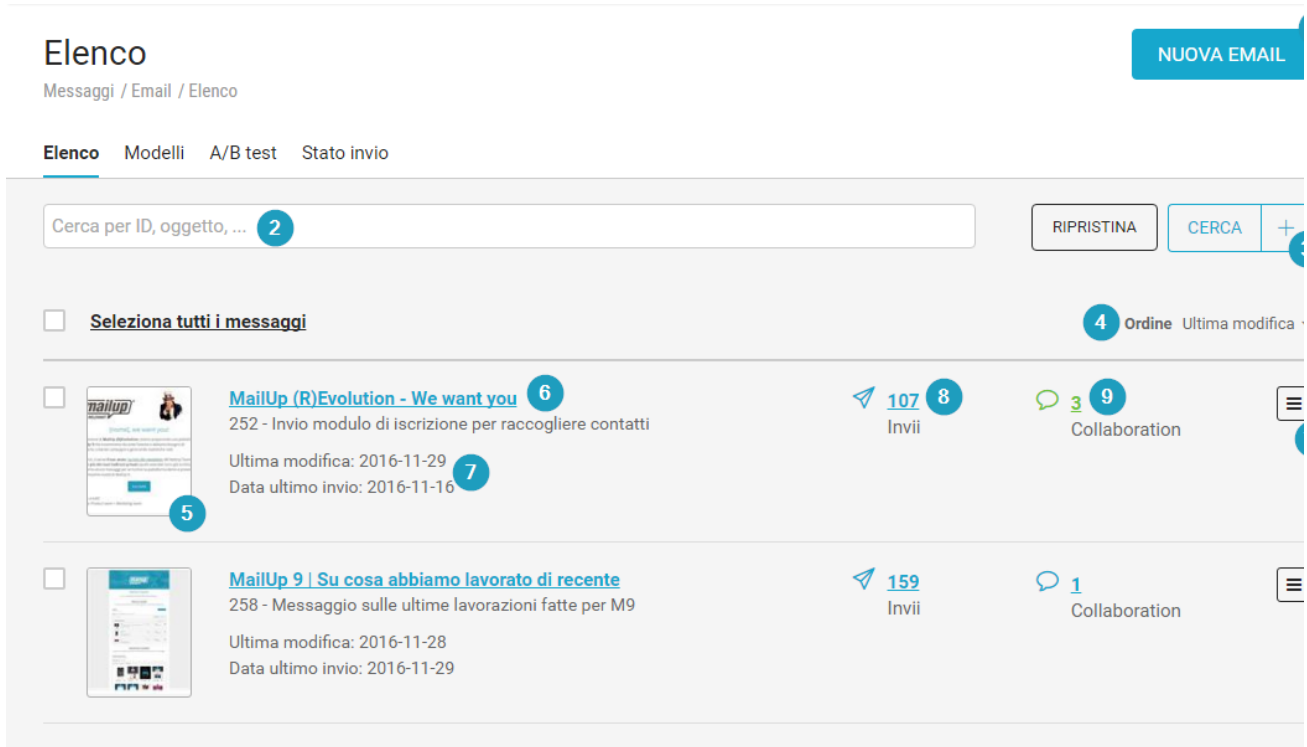 Elenco
NUOVA EMAIL
Messaggi / Email / Elenco
Elenco Modelli A/B test Stato invio
Cerca per ID, oggetto, ... 2
RIPRISTINA CERCA +
Seleziona tutti i messaggi
4 Ordine Ultima modifica
mailup
MailUp (R)Evolution - We want you 6
252 - Invio modulo di iscrizione per raccogliere contatti
Ultima modifica: 2016-11-29
Data ultimo invio: 2016-11-16 7
5
107 8
Invii
3 9
Collaboration
MailUp 9 | Su cosa abbiamo lavorato di recente
258 - Messaggio sulle ultime lavorazioni fatte per M9
Ultima modifica: 2016-11-28
Data ultimo invio: 2016-11-29
159
Invii
1
Collaboration